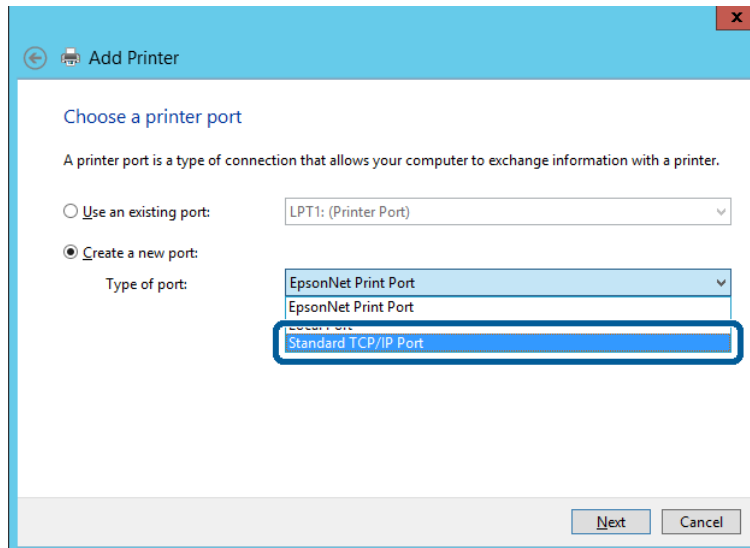 x
Add Printer
Choose a printer port
A printer port is a type of connection that allows your computer to exchange information with a printer.
Use an existing port: LPT1: (Printer Port)
Create a new port:
Type of port: EpsonNet Print Port
EpsonNet Print Port
Local Port
Standard TCP/IP Port
Next Cancel